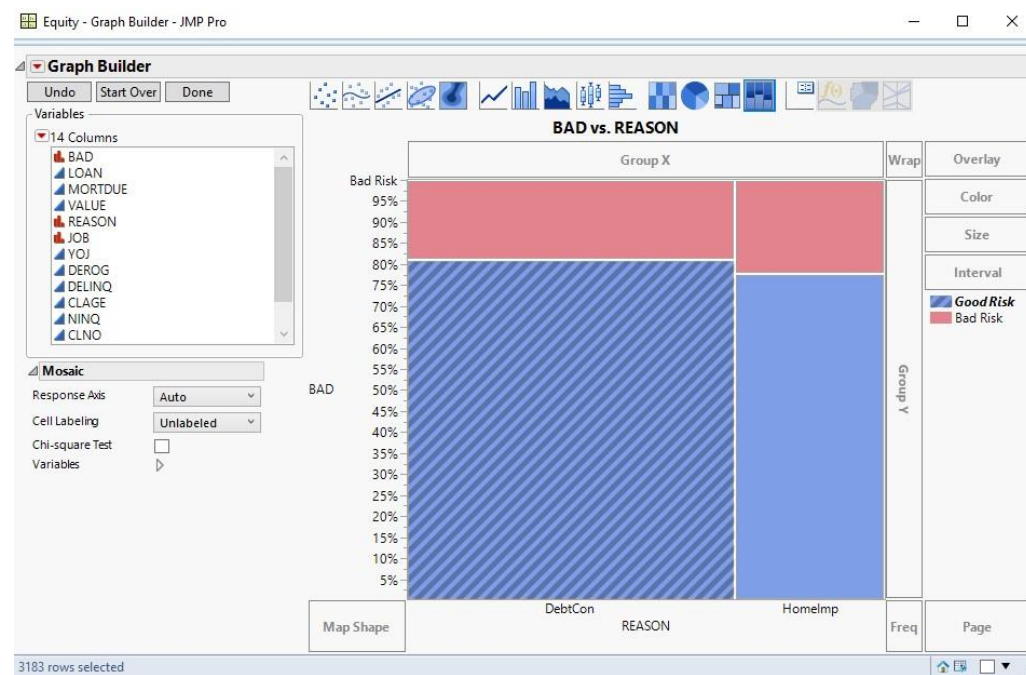 Equity - Graph Builder - JMP Pro
Graph Builder
Undo Start Over Done
Variables
14 Columns
BAD
LOAN
MORTDUE
VALUE
REASON
JOB
YOJ
DEROG
DELINQ
CLAGE
NINQ
CLNO
Mosaic
Response Axis Auto
Cell Labeling Unlabeled
Chi-square Test
Variables
BAD vs. REASON
Group X
Wrap
Overlay
Color
Size
Interval
Good Risk
Bad Risk
Bad Risk
95%
90%
85%
80%
75%
70%
65%
60%
55%
50%
45%
40%
35%
30%
25%
20%
15%
10%
5%
BAD
Group Y
DebtCon HomeImp
REASON
Map Shape
Freq
Page
3183 rows selected